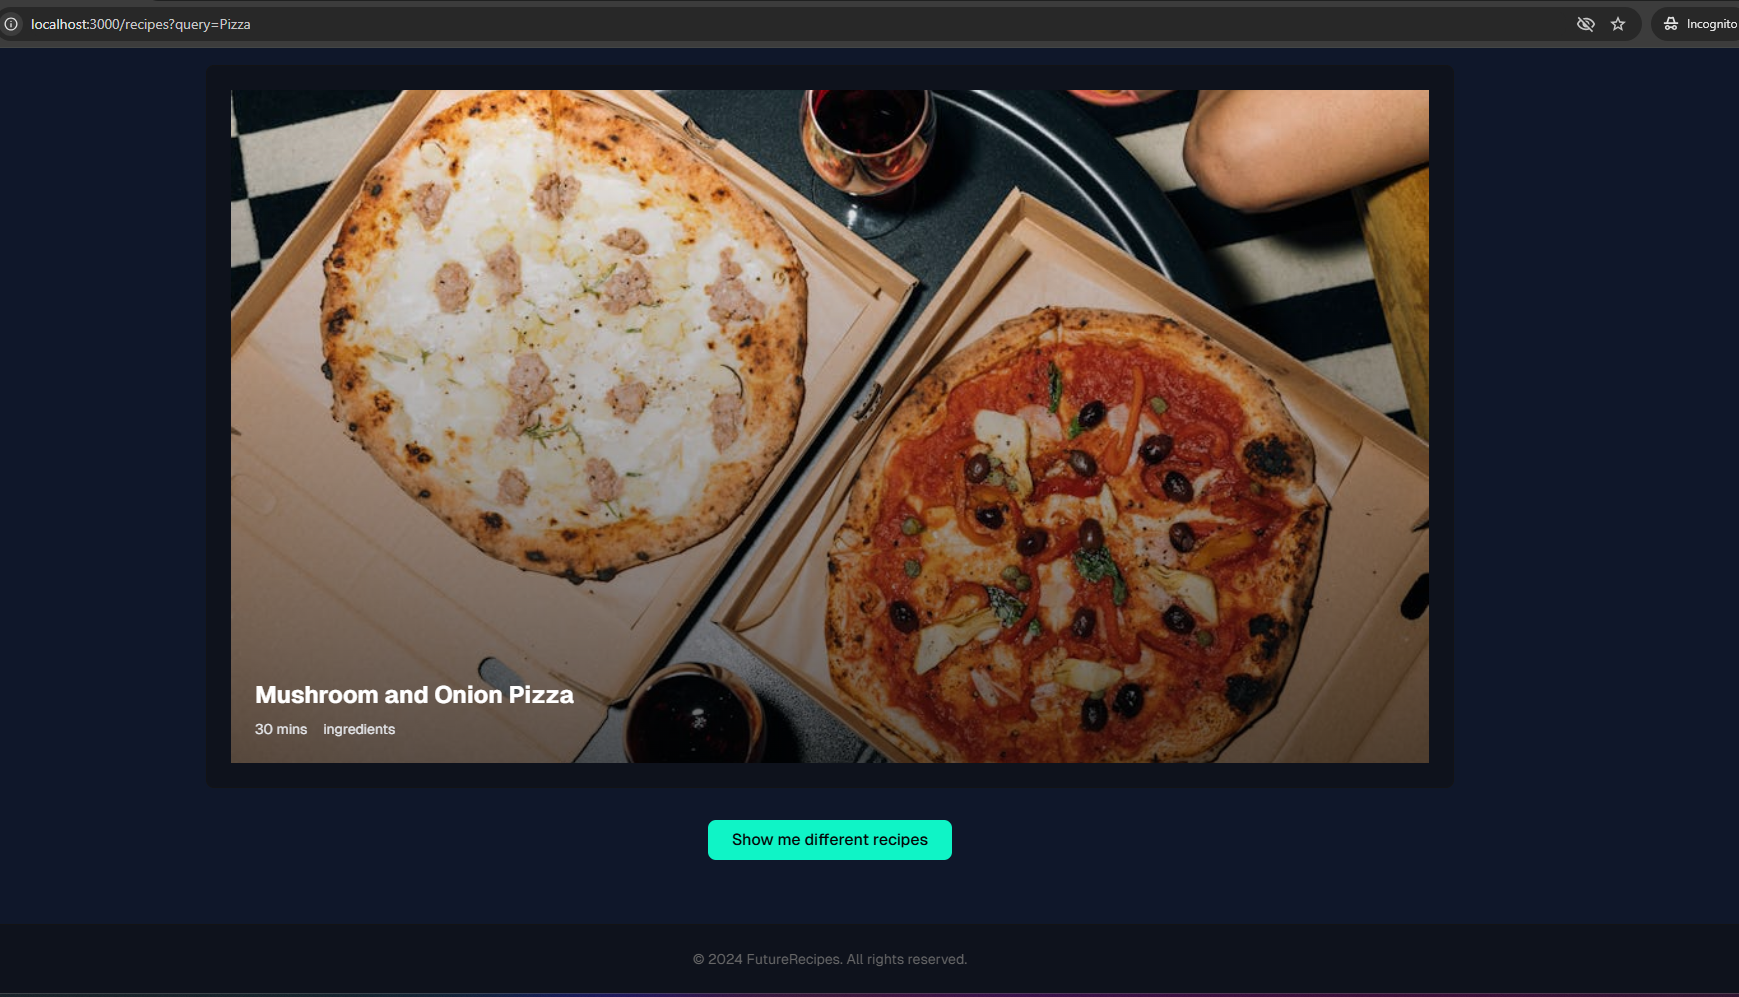 localhost:3000/recipes?query=Pizza
Incognito
Mushroom and Onion Pizza
30 mins ingredients
Show me different recipes
© 2024 FutureRecipes. All rights reserved.